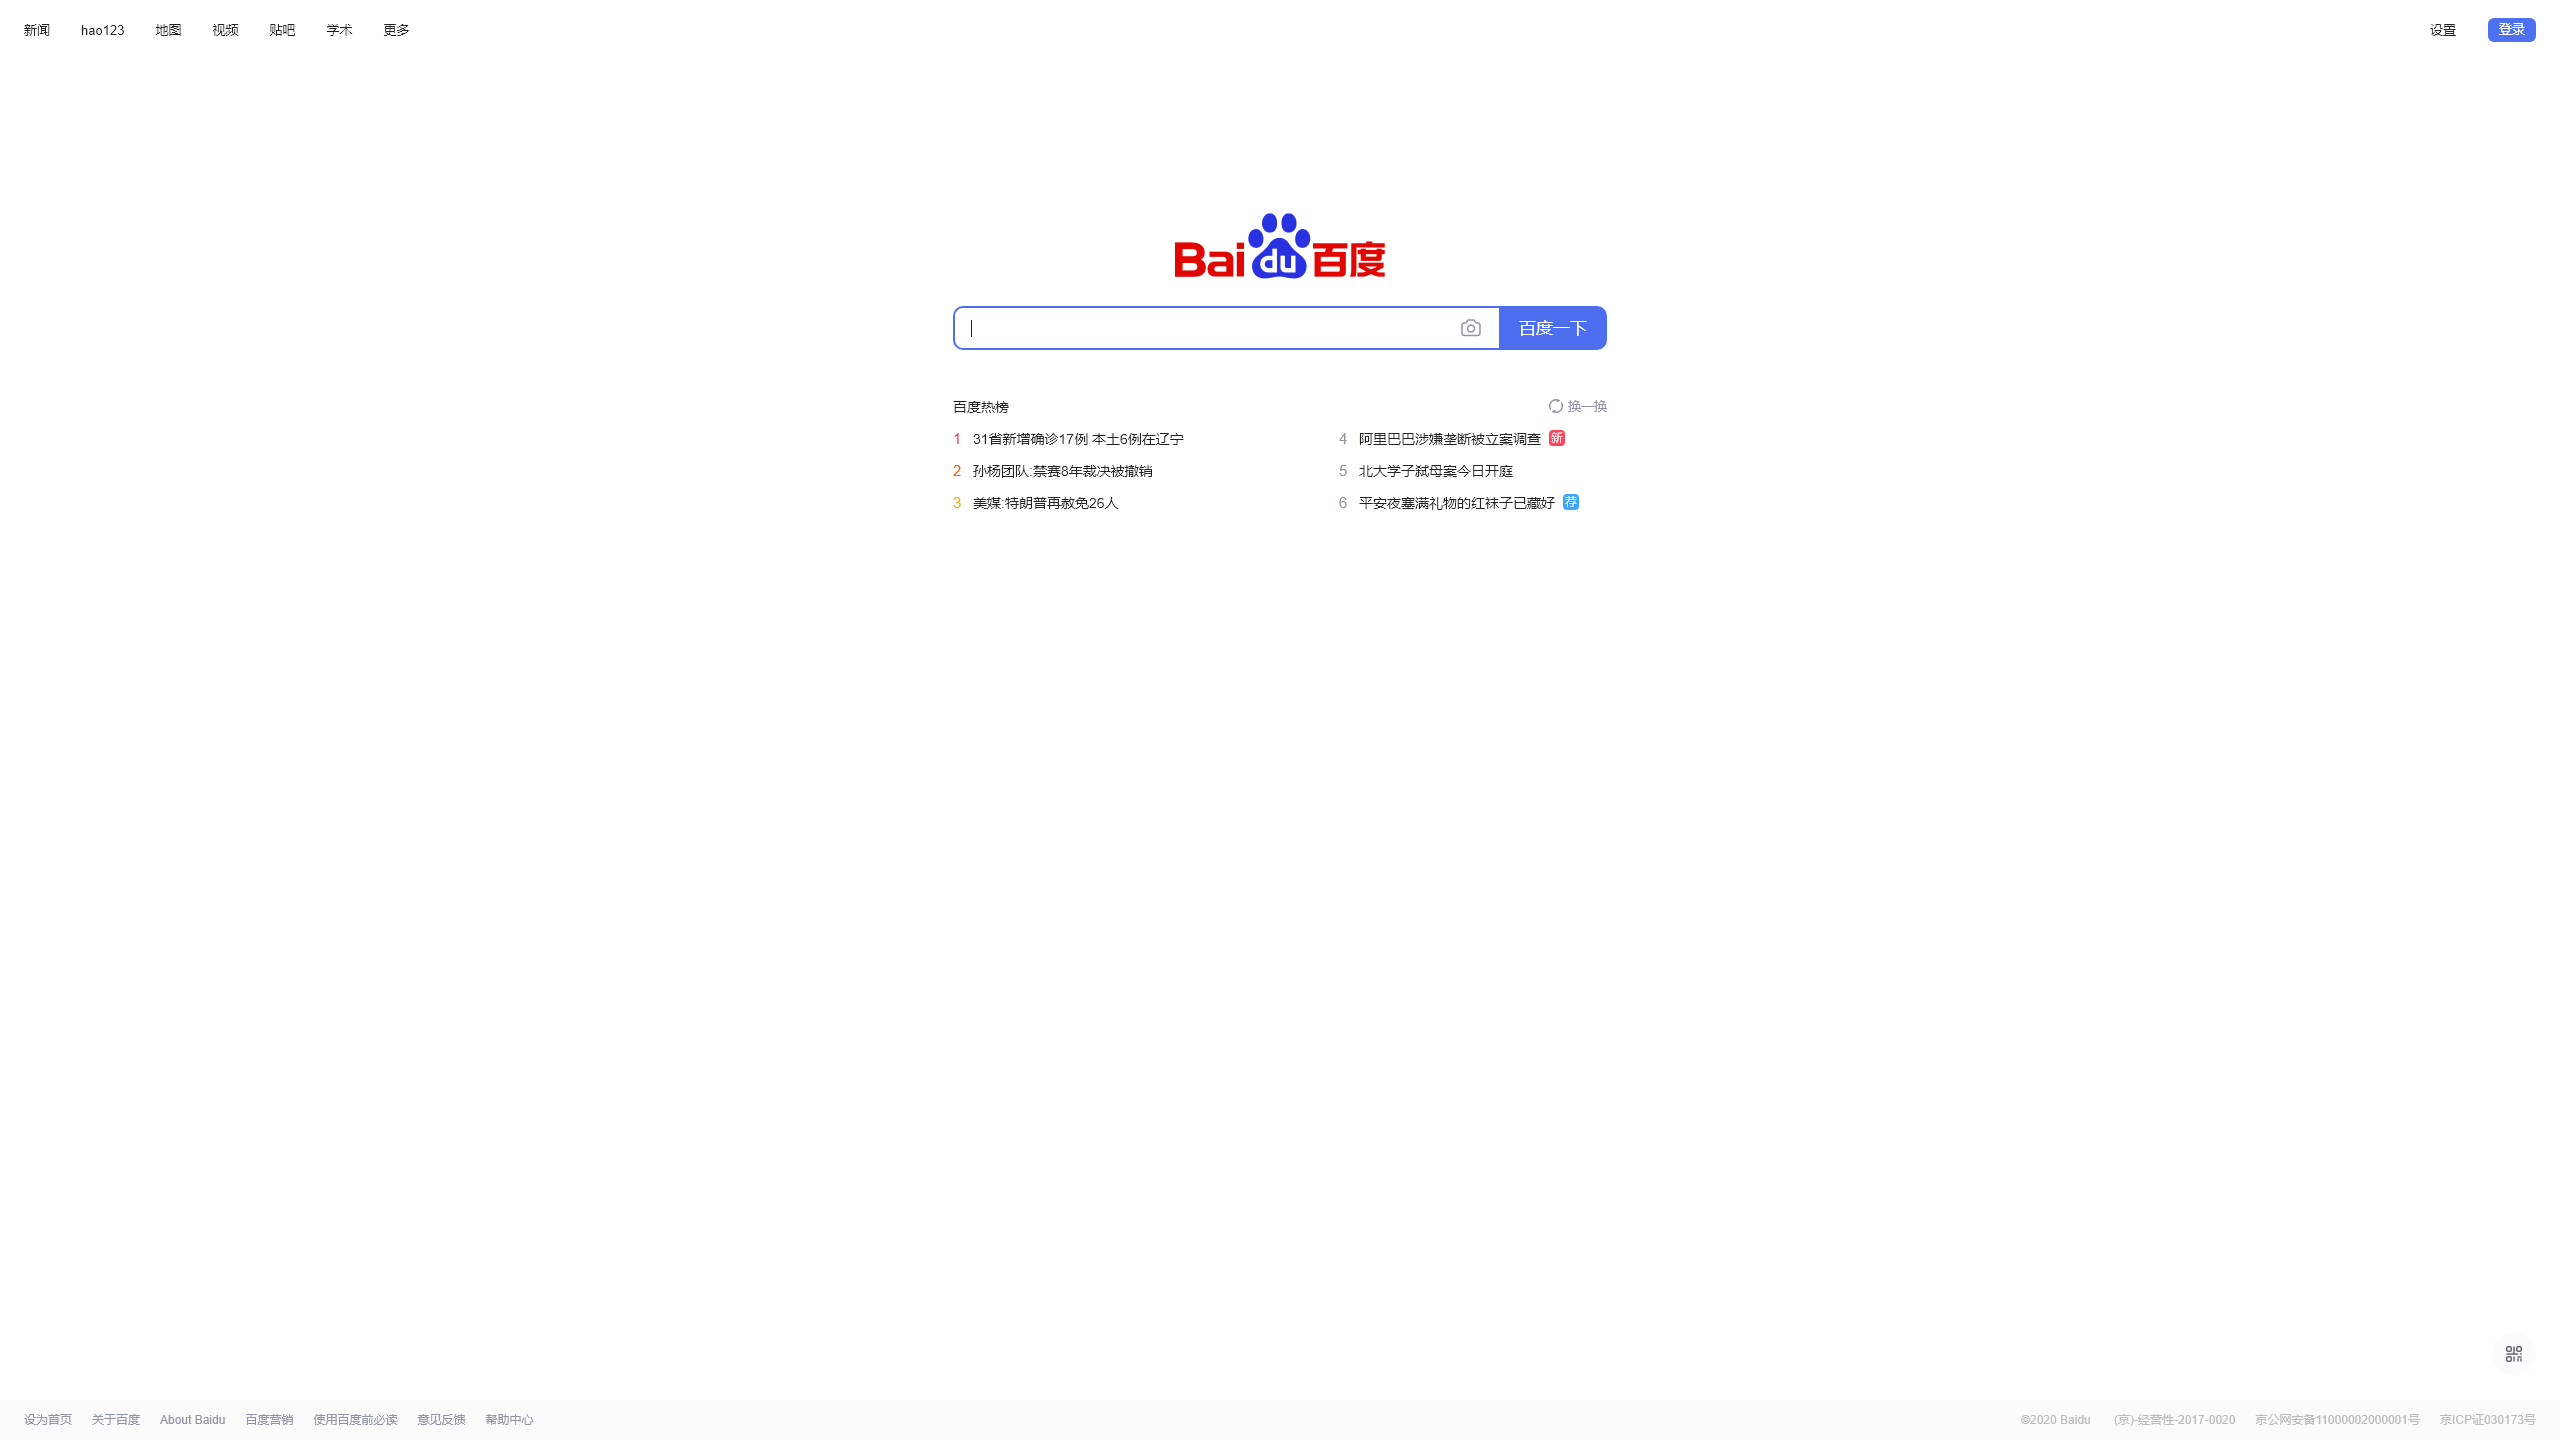 新闻 hao123 地图 视频 贴吧 学术 更多 设置 登录
Baidu百度
百度一下
百度热榜 换一换
1 31省新增确诊17例 本土6例在辽宁
2 孙杨团队:禁赛8年裁决被撤销
3 美媒:特朗普再赦免26人
4 阿里巴巴涉嫌垄断被立案调查 新
5 北大学子弑母案今日开庭
6 平安夜塞满礼物的红袜子已藏好 荐
设为首页 关于百度 About Baidu 百度营销 使用百度前必读 意见反馈 帮助中心 ©2020 Baidu (京)-经营性-2017-0020 京公网安备11000002000001号 京ICP证030173号